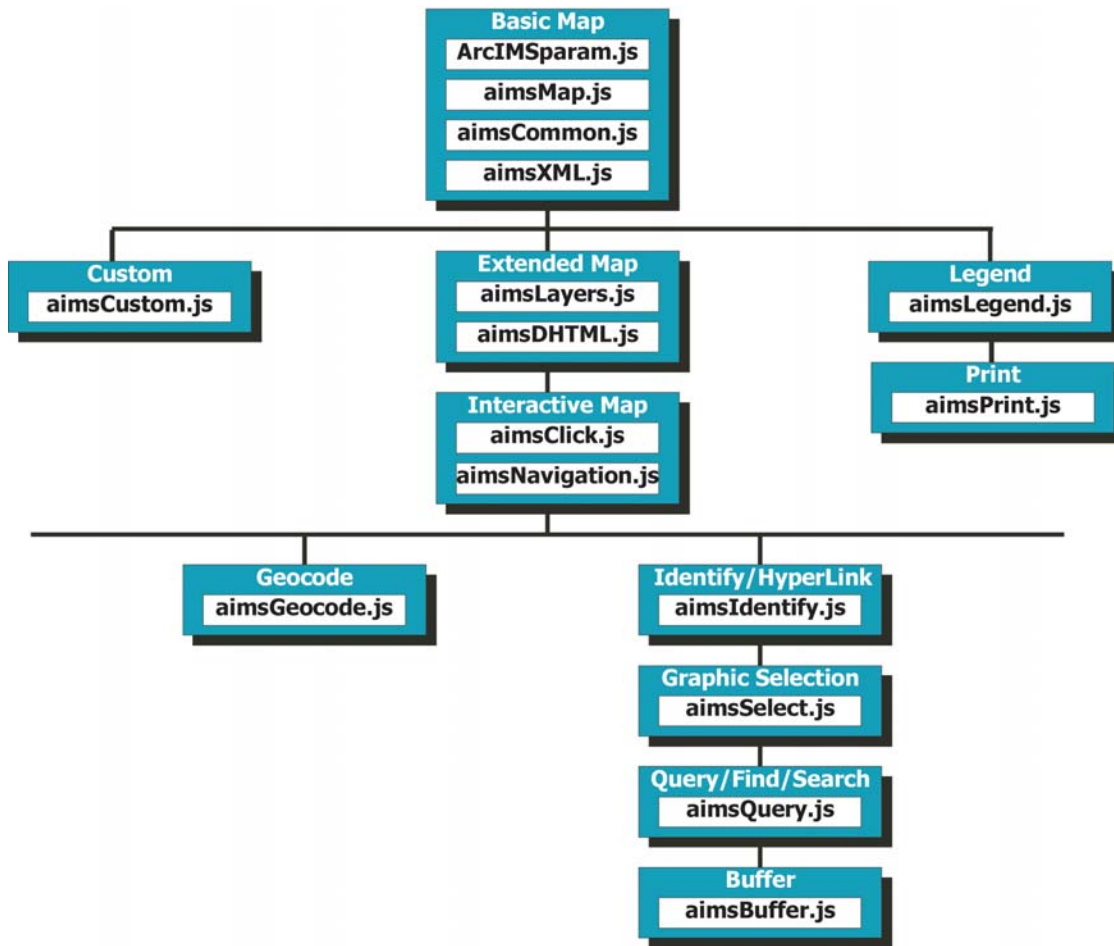 Basic Map
ArcIMSparam.js
aimsMap.js
aimsCommon.js
aimsXML.js
Custom
aimsCustom.js
Extended Map
aimsLayers.js
aimsDHTML.js
Legend
aimsLegend.js
Print
aimsPrint.js
Interactive Map
aimsClick.js
aimsNavigation.js
Geocode
aimsGeocode.js
Identify/HyperLink
aimsIdentify.js
Graphic Selection
aimsSelect.js
Query/Find/Search
aimsQuery.js
Buffer
aimsBuffer.js